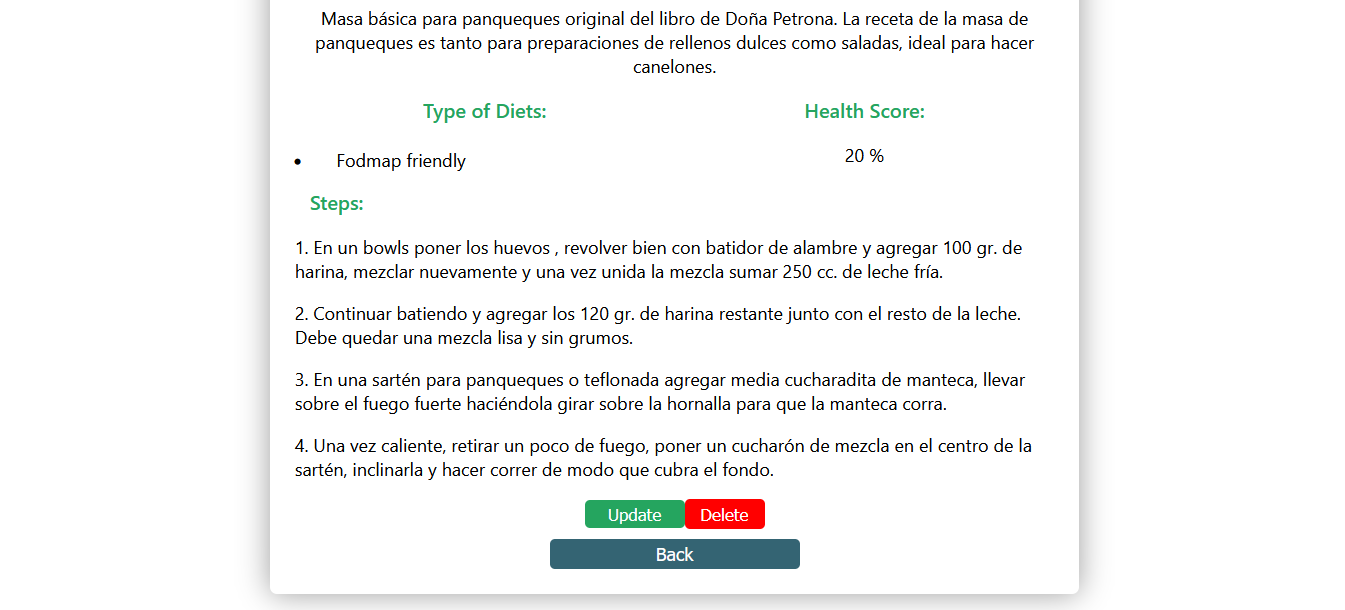 Masa básica para panqueques original del libro de Doña Petrona. La receta de la masa de
panqueques es tanto para preparaciones de rellenos dulces como saladas, ideal para hacer
canelones.
Type of Diets:
Health Score:
• Fodmap friendly
20 %
Steps:
1. En un bowls poner los huevos , revolver bien con batidor de alambre y agregar 100 gr. de
harina, mezclar nuevamente y una vez unida la mezcla sumar 250 cc. de leche fría.
2. Continuar batiendo y agregar los 120 gr. de harina restante junto con el resto de la leche.
Debe quedar una mezcla lisa y sin grumos.
3. En una sartén para panqueques o teflonada agregar media cucharadita de manteca, llevar
sobre el fuego fuerte haciéndola girar sobre la hornalla para que la manteca corra.
4. Una vez caliente, retirar un poco de fuego, poner un cucharón de mezcla en el centro de la
sartén, inclinarla y hacer correr de modo que cubra el fondo.
Update
Delete
Back